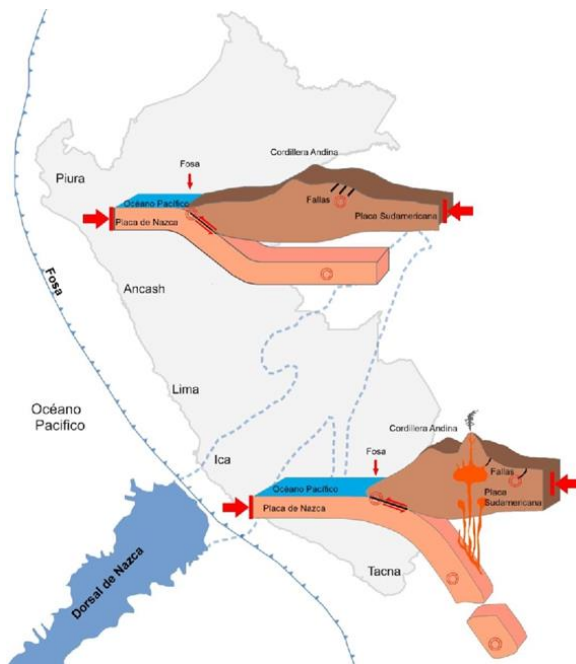 Piura
Ancash
Lima
Ica
Tacna
Fosa
Océano
Pacifico
Dorsal de Nazca
Fosa
Cordillera Andina
Océano Pacífico
Placa de Nazca
Fallas
Placa Sudamericana
Cordillera Andina
Fosa
Océano Pacífico
Placa de Nazca
Fallas
Placa
Sudamericana